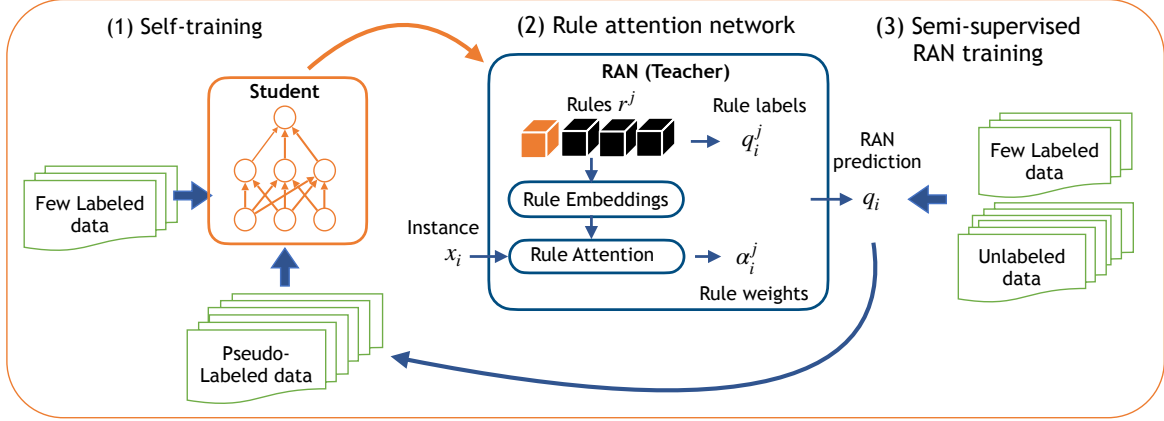 (1) Self-training
(2) Rule attention network
(3) Semi-supervised
RAN training
Student
Few Labeled
data
Pseudo-
Labeled data
RAN (Teacher)
Rules r^j
Rule labels
q_i^j
Rule Embeddings
Instance
x_i
Rule Attention
α_i^j
Rule weights
RAN
prediction
q_i
Few Labeled
data
Unlabeled
data